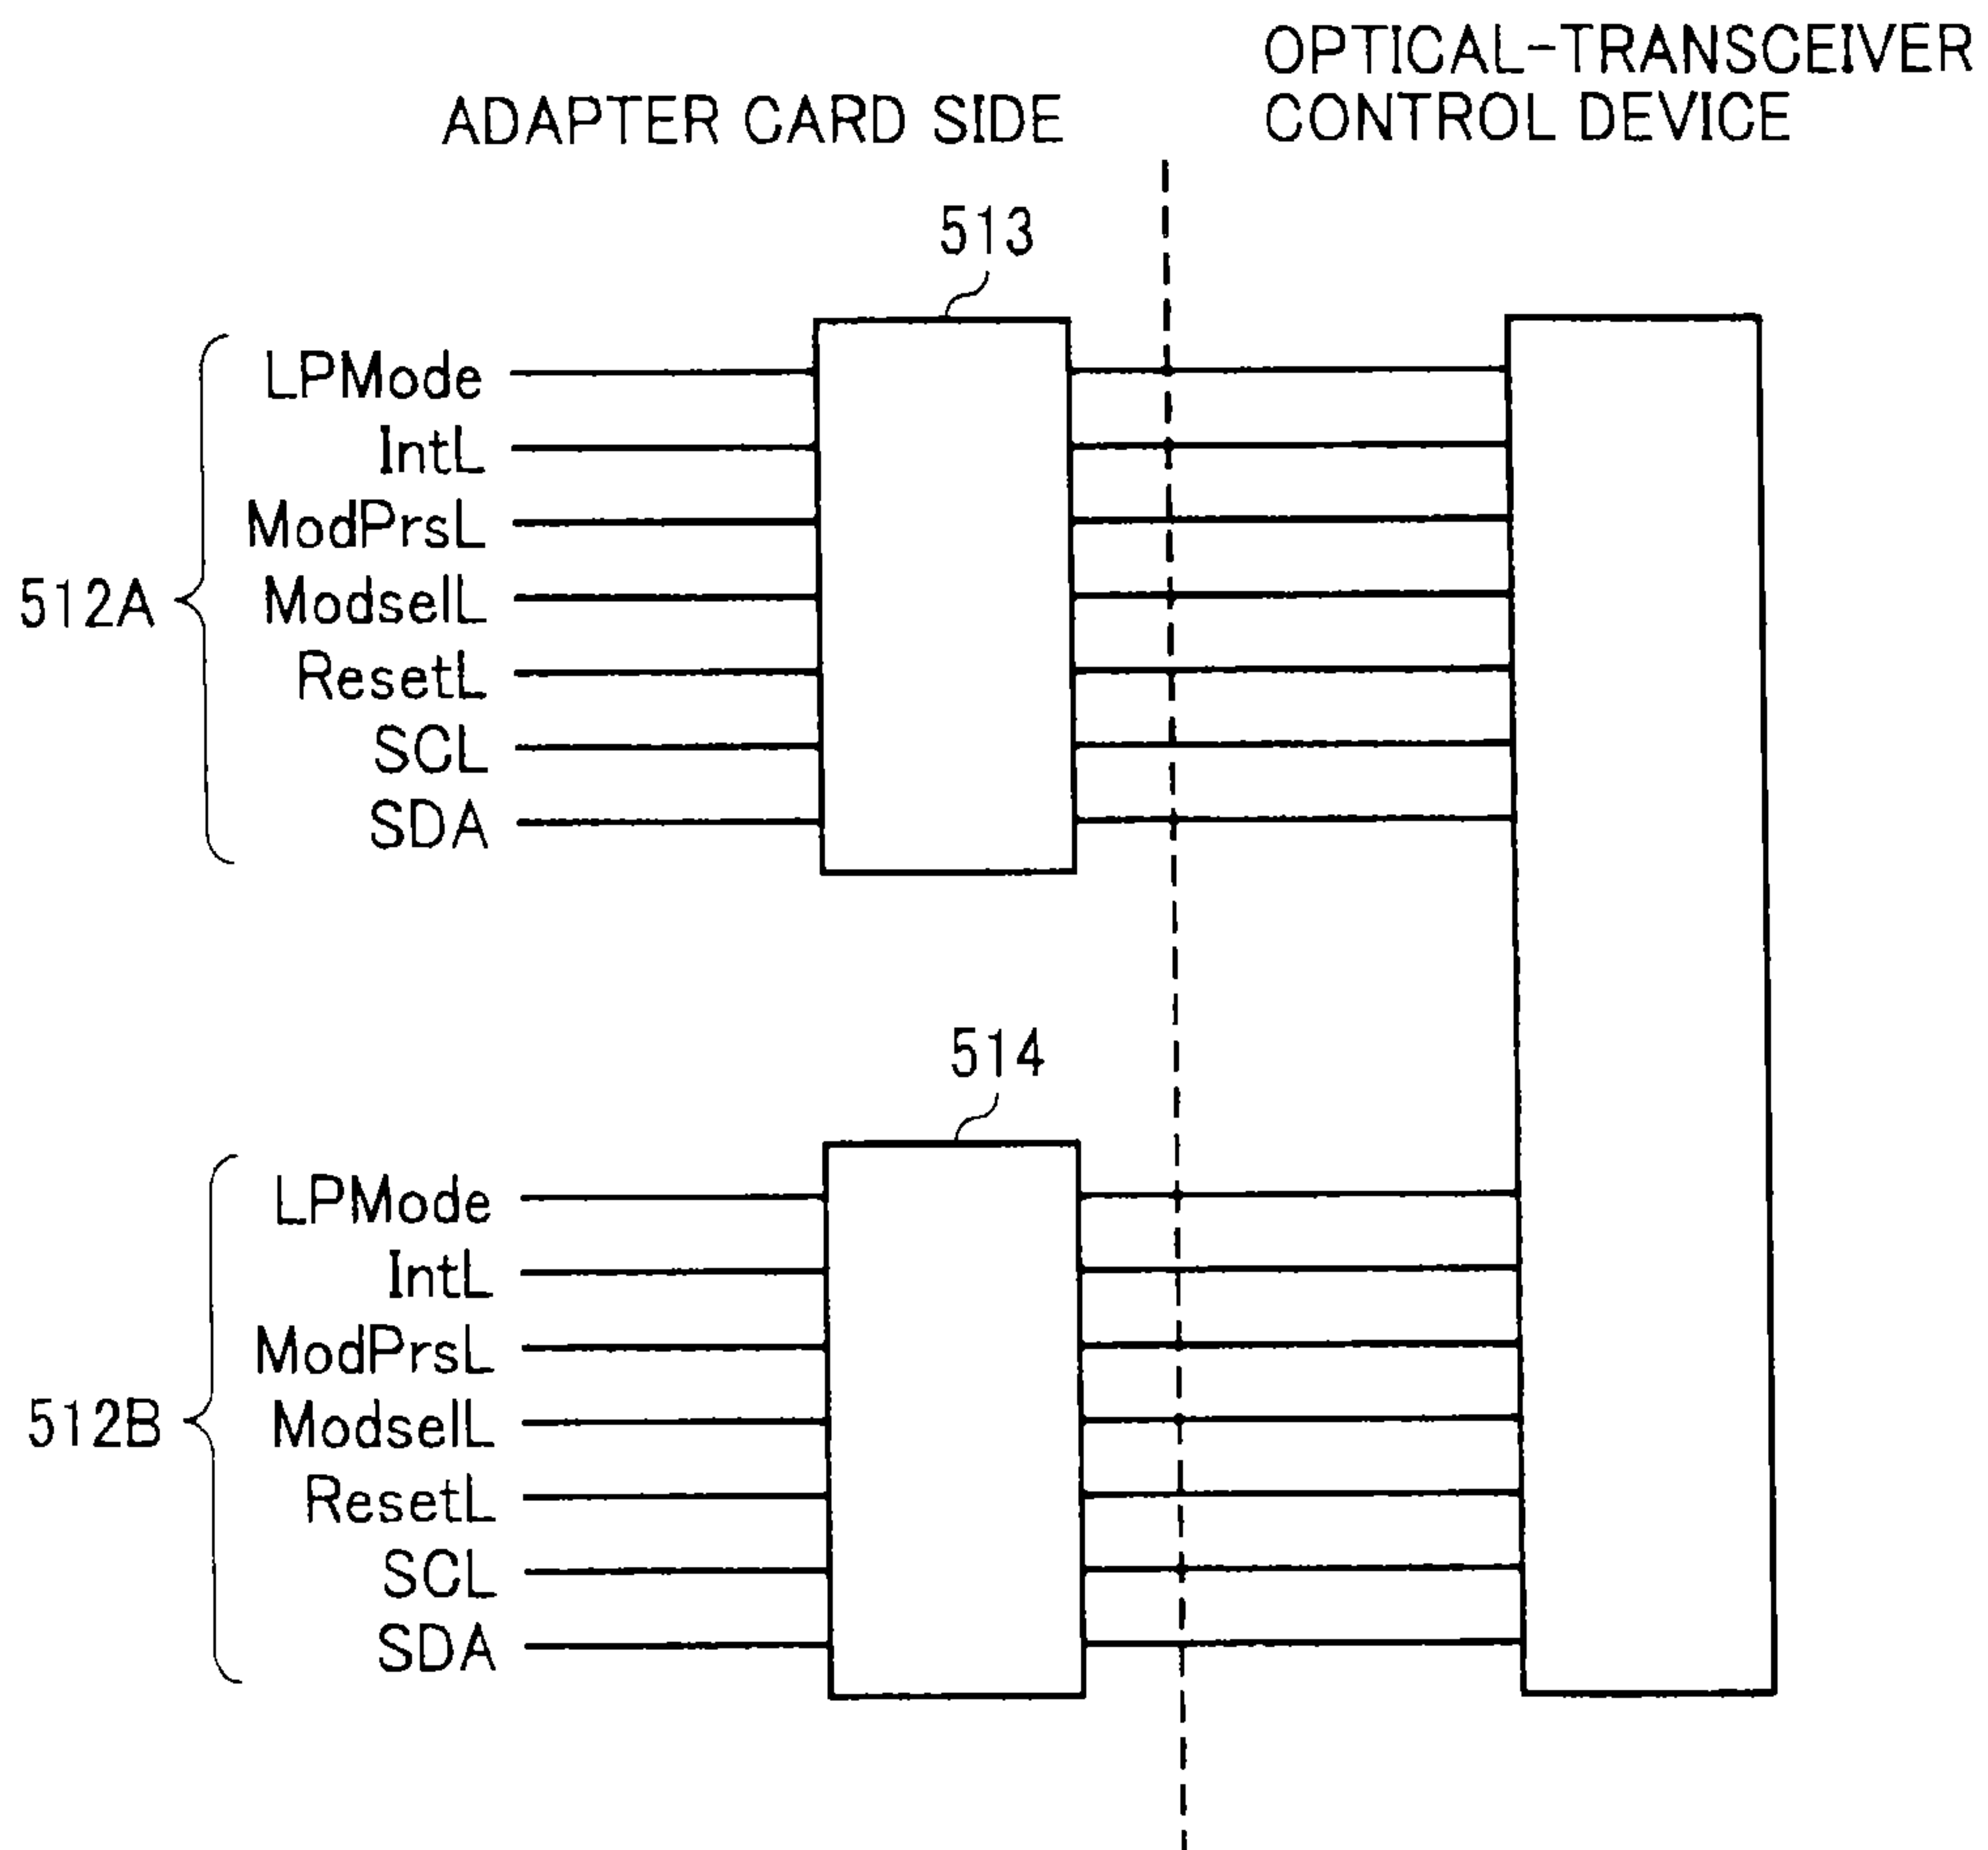 OPTICAL-TRANSCEIVER
CONTROL DEVICE
ADAPTER CARD SIDE
513
LPMode
IntL
ModPrsL
512A
ModselL
ResetL
SCL
SDA
514
LPMode
IntL
ModPrsL
512B
ModselL
ResetL
SCL
SDA